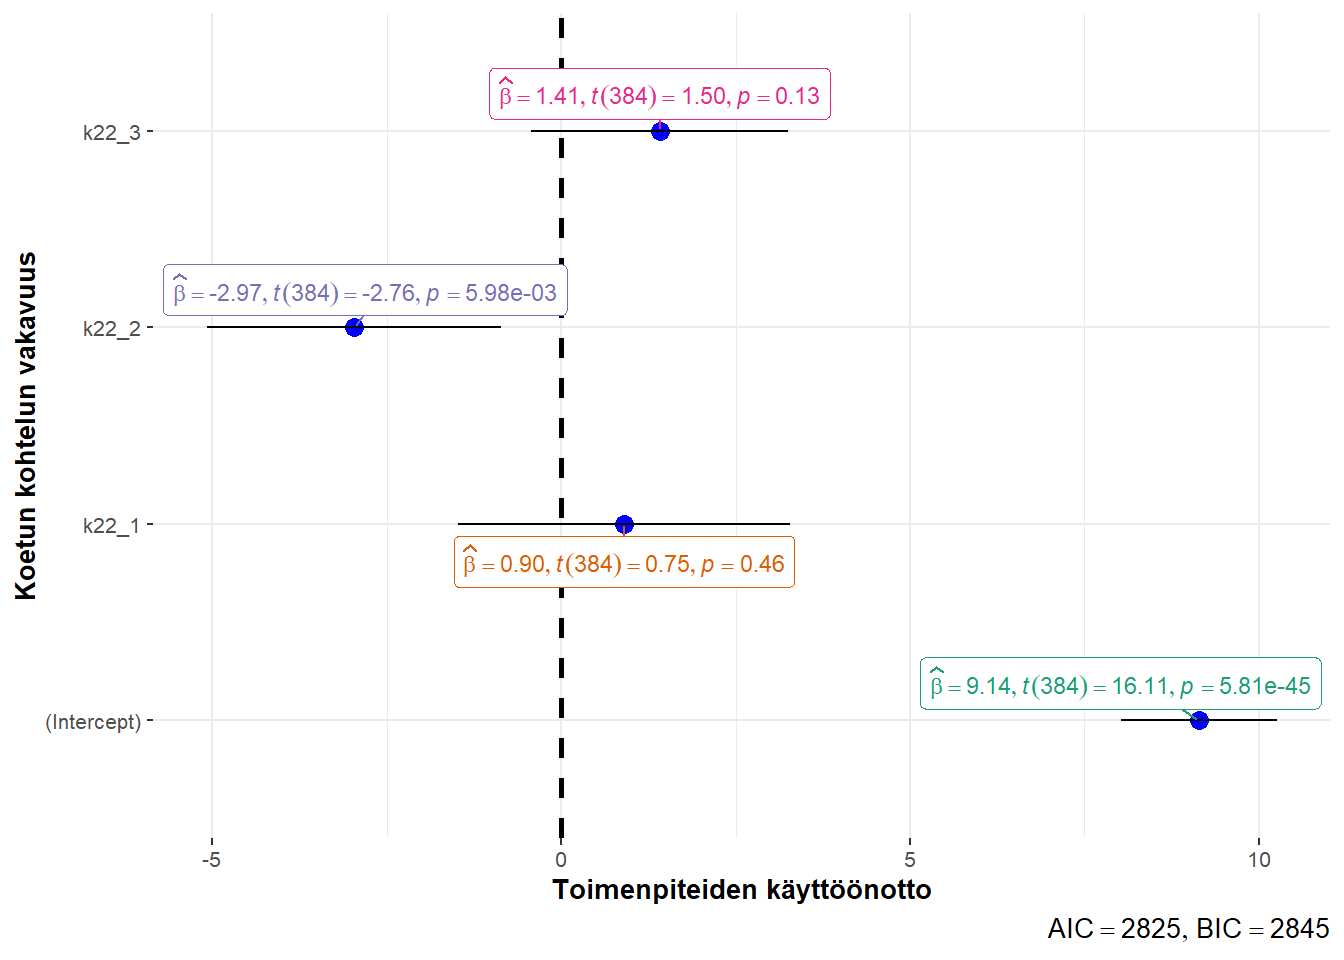 β̂ = 1.41, t(384) = 1.50, p = 0.13
k22_3
β̂ = -2.97, t(384) = -2.76, p = 5.98e-03
k22_2
Koetun kohtelun vakavuus
k22_1
β̂ = 0.90, t(384) = 0.75, p = 0.46
β̂ = 9.14, t(384) = 16.11, p = 5.81e-45
(Intercept)
-5 0 5 10
Toimenpiteiden käyttöönotto
AIC = 2825, BIC = 2845